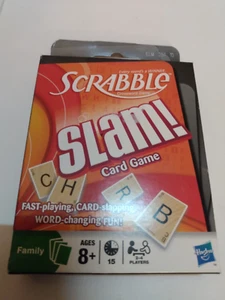 SCRABBLE
SLAM!
Card Game
C H
R
B
FAST-playing, CARD-slapping,
WORD-changing FUN!
Family
AGES
8+
15
2-4
PLAYERS
Hasbro